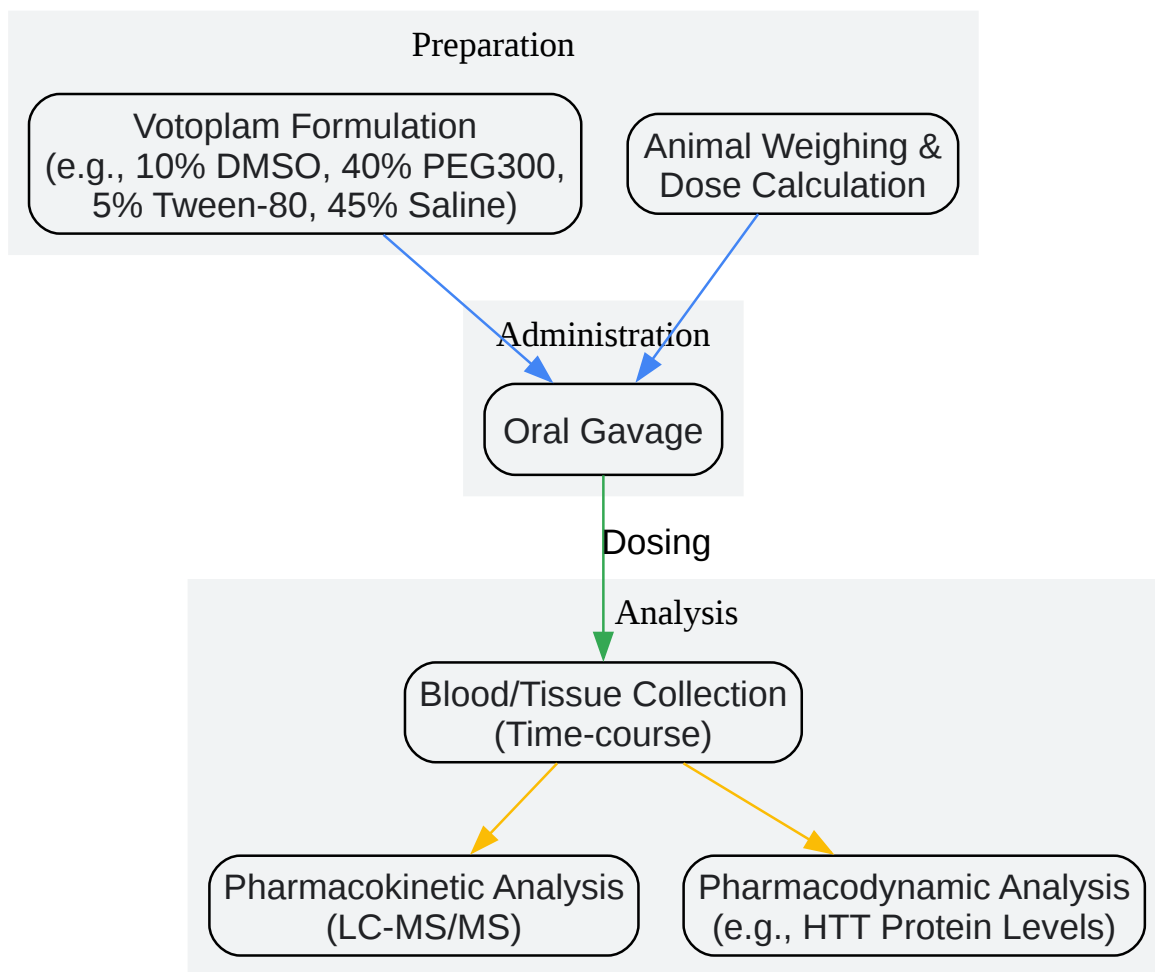 Preparation
Votoplam Formulation
(e.g., 10% DMSO, 40% PEG300,
5% Tween-80, 45% Saline)
Animal Weighing &
Dose Calculation
Administration
Oral Gavage
Dosing
Analysis
Blood/Tissue Collection
(Time-course)
Pharmacokinetic Analysis
(LC-MS/MS)
Pharmacodynamic Analysis
(e.g., HTT Protein Levels)